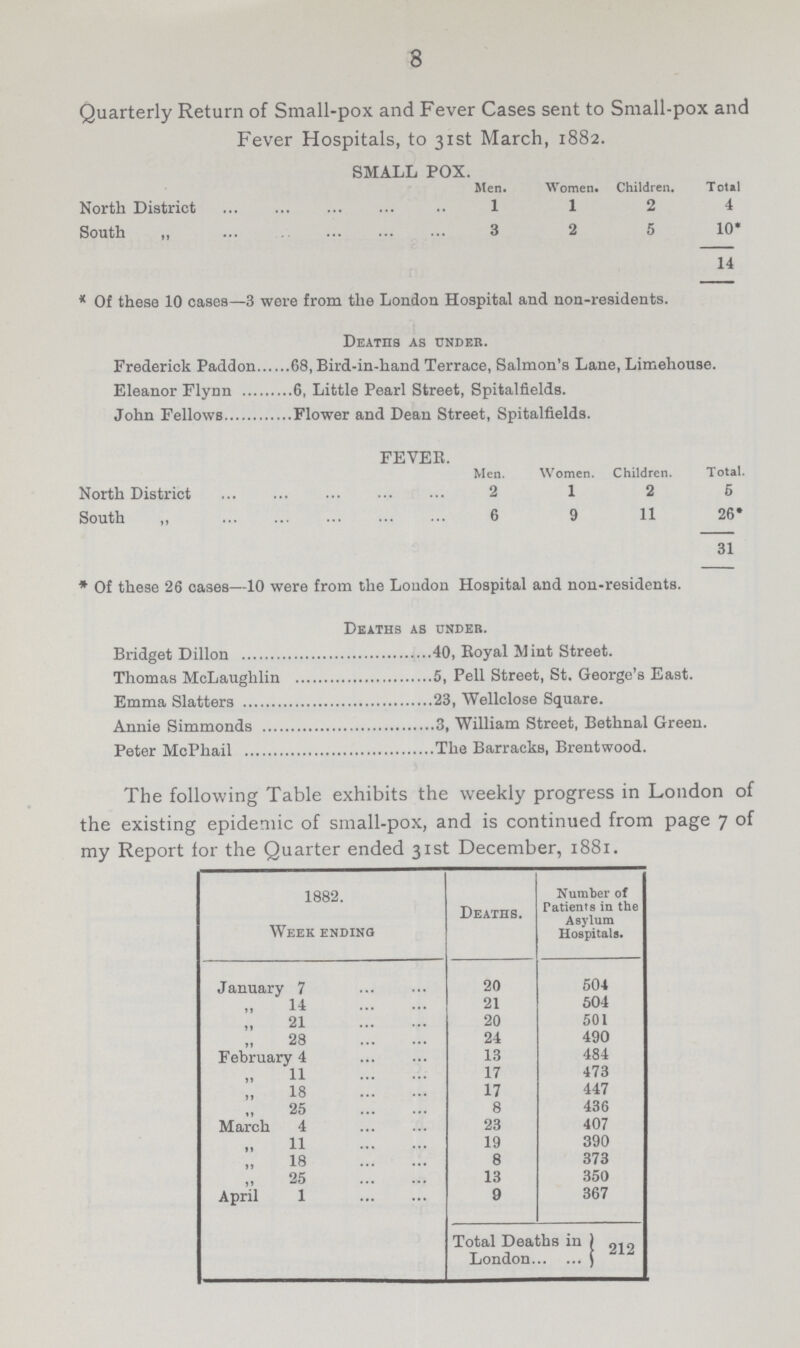 8
Quarterly Return of Small-pox and Fever Cases sent to Small-pox and
Fever Hospitals, to 31st March, 1882.
SMALL POX.
Men. Women. Children. Total
North District ... ... ... ... .. 1 1 2 4
South „ ... .. ... ... ... 3 2 5 10*
14
* Of these 10 cases—3 were from the London Hospital and non-residents.
DEATHS AS UNDER.
Frederick Paddon......68, Bird-in-hand Terrace, Salmon's Lane, Limehouse.
Eleanor Flynn .........6, Little Pearl Street, Spitalfields.
John Fellows............Flower and Dean Street, Spitalfields.
FEVER.
Men. Women. Children. Total.
North District ... ... ... ... ... 2 1 2 5
South „ ... ... ... ... ... 6 9 11 26*
31
* Of these 26 cases—10 were from the London Hospital and non-residents.
DEATHS AS UNDER.
Bridget Dillon .................................40, Royal Mint Street.
Thomas McLaughlin ........................5, Pell Street, St. George's East.
Emma Slatters .................................23, Wellclose Square.
Annie Simmonds ..............................3, William Street, Bethnal Green.
Peter McPhail .................................The Barracks, Brentwood.
The following Table exhibits the weekly progress in London of
the existing epidemic of small-pox, and is continued from page 7 of
my Report for the Quarter ended 31st December, 1881.
1882.
WEEK ENDING
DEATHS.
Number of
Patients in the
Asylum
Hospitals.
January 7 ... ... 20 504
„ 14 ... ... 21 504
„ 21 ... ... 20 501
„ 28 ... ... 24 490
February 4 ... ... 13 484
„ 11 ... ... 17 473
„ 18 ... ... 17 447
„ 25 ... ... 8 436
March 4 ... ... 23 407
„ 11 ... ... 19 390
„ 18 ... ... 8 373
„ 25 ... ... 13 350
April 1 ... ... 9 367
Total Deaths in
London... ... } 212